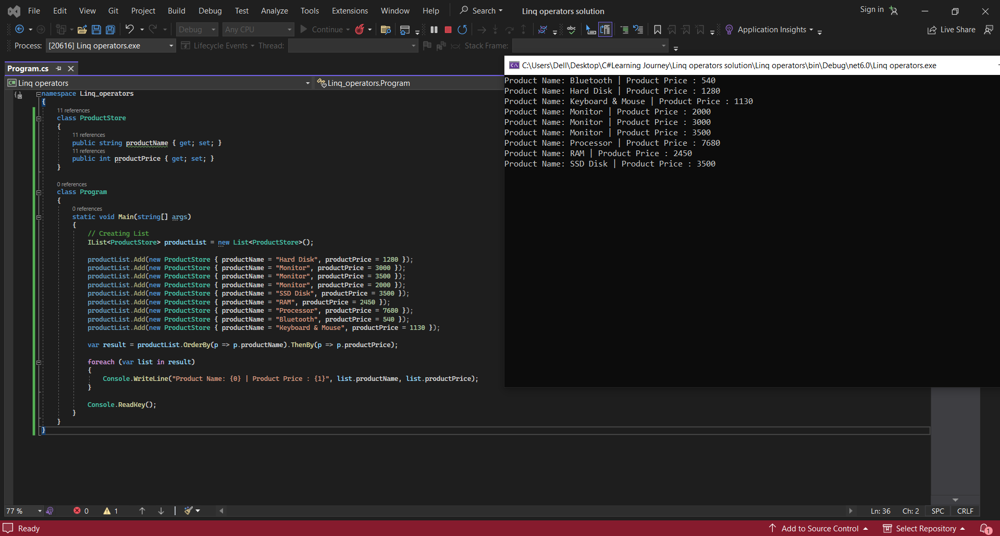 File Edit View Git Project Build Debug Test Analyze Tools Extensions Window Help Search Linq operators solution Sign in
Debug Any CPU Continue abc Application Insights Live Share
Process: [20616] Linq operators.exe Lifecycle Events Thread: Stack Frame:
Program.cs
C# Linq operators Linq_operators.Program
namespace Linq_operators
{
11 references
class ProductStore
{
11 references
public string productName { get; set; }
11 references
public int productPrice { get; set; }
}
0 references
class Program
{
0 references
static void Main(string[] args)
{
// Creating List
IList<ProductStore> productList = new List<ProductStore>();
productList.Add(new ProductStore { productName = "Hard Disk", productPrice = 1280 });
productList.Add(new ProductStore { productName = "Monitor", productPrice = 3000 });
productList.Add(new ProductStore { productName = "Monitor", productPrice = 3500 });
productList.Add(new ProductStore { productName = "Monitor", productPrice = 2000 });
productList.Add(new ProductStore { productName = "SSD Disk", productPrice = 3500 });
productList.Add(new ProductStore { productName = "RAM", productPrice = 2450 });
productList.Add(new ProductStore { productName = "Processor", productPrice = 7680 });
productList.Add(new ProductStore { productName = "Bluetooth", productPrice = 540 });
productList.Add(new ProductStore { productName = "Keyboard & Mouse", productPrice = 1130 });
var result = productList.OrderBy(p => p.productName).ThenBy(p => p.productPrice);
foreach (var list in result)
{
Console.WriteLine("Product Name: {0} | Product Price : {1}", list.productName, list.productPrice);
}
Console.ReadKey();
}
}
}
C:\Users\Dell\Desktop\C#Learning Journey\Linq operators solution\Linq operators\bin\Debug\net6.0\Linq operators.exe
Product Name: Bluetooth | Product Price : 540
Product Name: Hard Disk | Product Price : 1280
Product Name: Keyboard & Mouse | Product Price : 1130
Product Name: Monitor | Product Price : 2000
Product Name: Monitor | Product Price : 3000
Product Name: Monitor | Product Price : 3500
Product Name: Processor | Product Price : 7680
Product Name: RAM | Product Price : 2450
Product Name: SSD Disk | Product Price : 3500
77 % 0 1 Ln: 36 Ch: 2 SPC CRLF
Ready Add to Source Control Select Repository 1